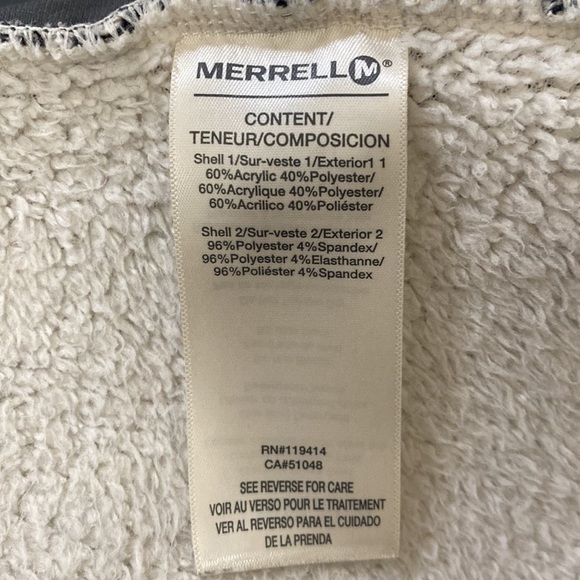 MERRELL M®
CONTENT/
TENEUR/COMPOSICION
Shell 1/Sur-veste 1/Exterior1 1
60%Acrylic 40%Polyester/
60%Acrylique 40%Polyester/
60%Acrilico 40%Poliéster
Shell 2/Sur-veste 2/Exterior 2
96%Polyester 4%Spandex/
96%Polyester 4%Elasthanne/
96%Poliéster 4%Spandex
RN#119414
CA#51048
SEE REVERSE FOR CARE
VOIR AU VERSO POUR LE TRAITEMENT
VER AL REVERSO PARA EL CUIDADO
DE LA PRENDA